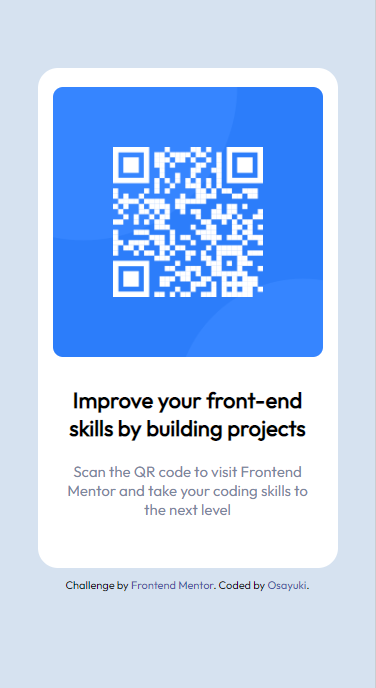 Improve your front-end
skills by building projects
Scan the QR code to visit Frontend
Mentor and take your coding skills to
the next level
Challenge by Frontend Mentor. Coded by Osayuki.